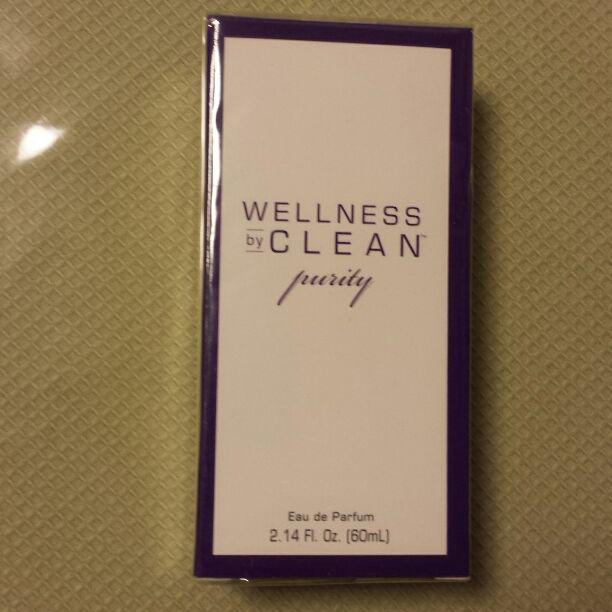 WELLNESS
by CLEAN™
purity
Eau de Parfum
2.14 Fl. Oz. (60mL)